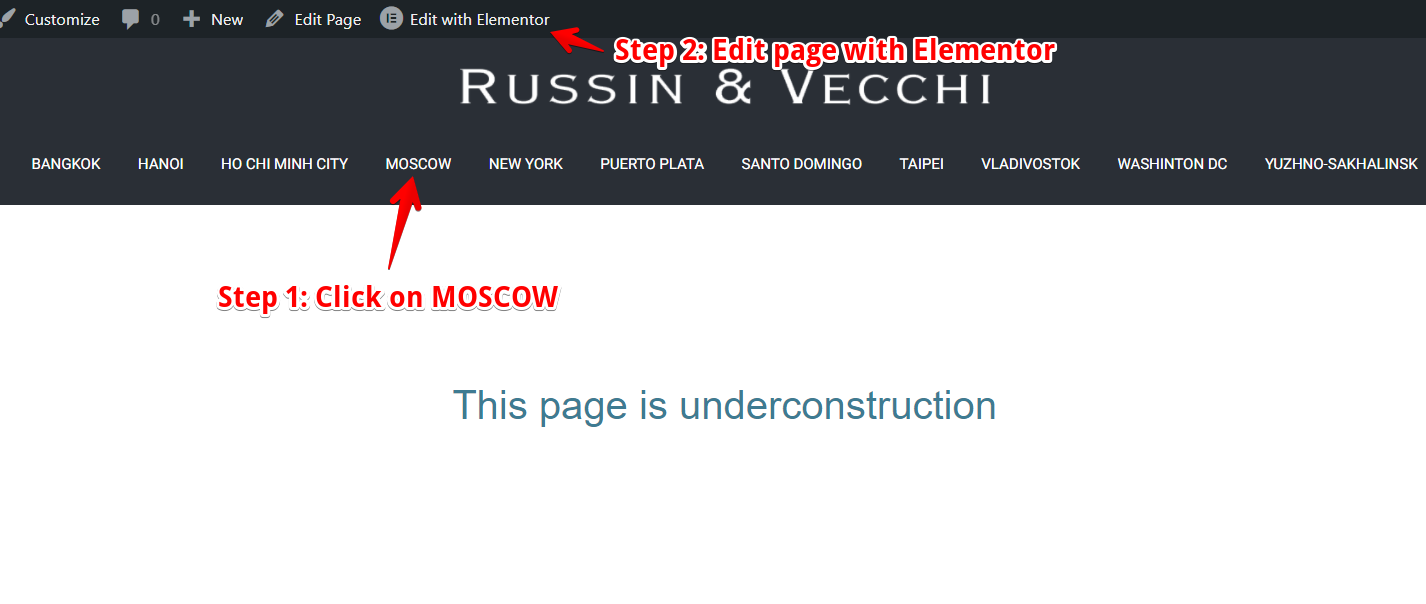 Customize 0 New Edit Page Edit with Elementor
Step 2: Edit page with Elementor
RUSSIN & VECCHI
BANGKOK HANOI HO CHI MINH CITY MOSCOW NEW YORK PUERTO PLATA SANTO DOMINGO TAIPEI VLADIVOSTOK WASHINTON DC YUZHNO-SAKHALINSK
Step 1: Click on MOSCOW
This page is underconstruction